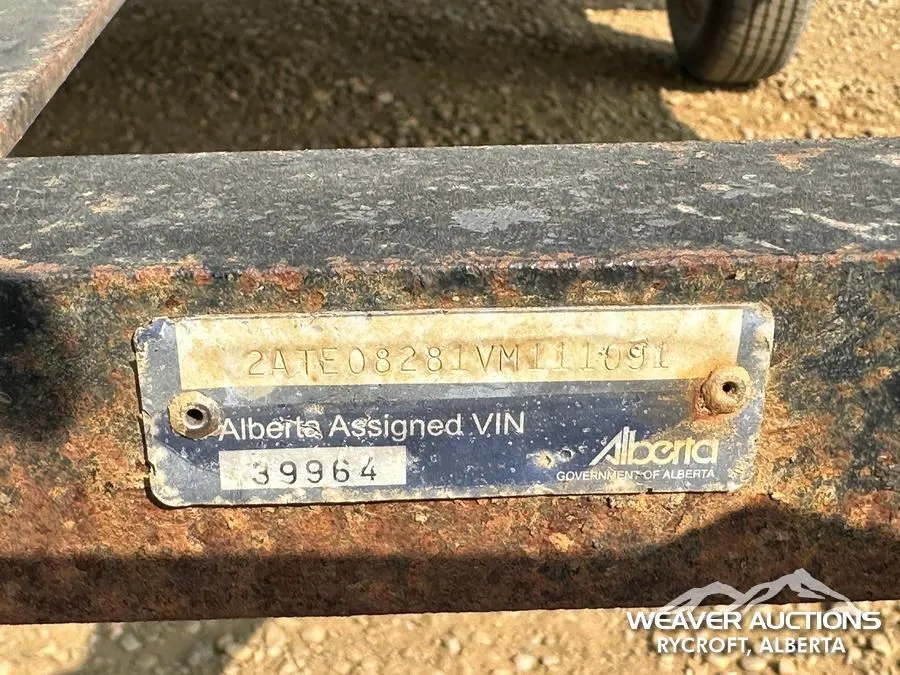 2ATE08281VM111091
Alberta Assigned VIN
39964
Alberta
GOVERNMENT OF ALBERTA
WEAVER AUCTIONS
RYCROFT, ALBERTA